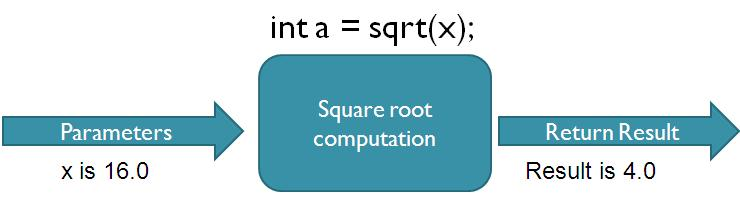 int a = sqrt(x);
Parameters
x is 16.0
Square root
computation
Return Result
Result is 4.0